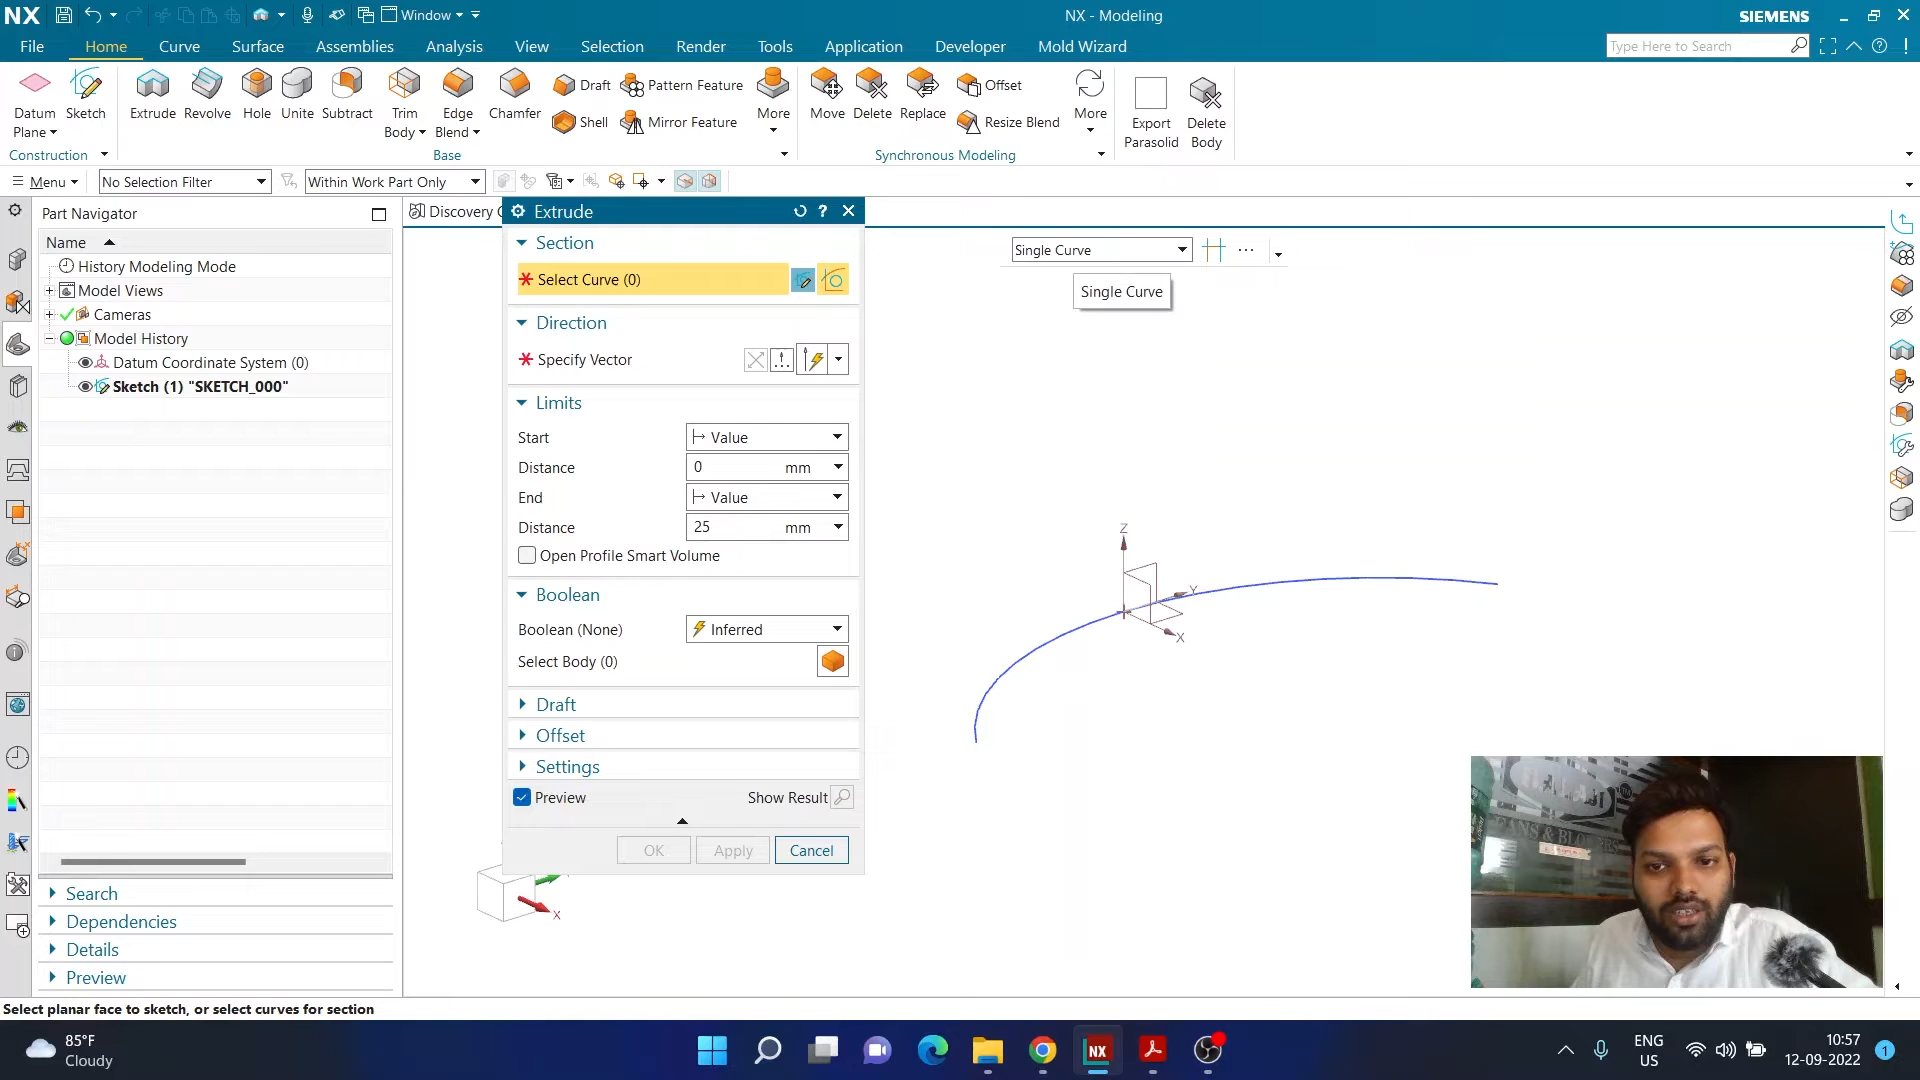 NX
Window
NX - Modeling
SIEMENS
File
Home
Curve
Surface
Assemblies
Analysis
View
Selection
Render
Tools
Application
Developer
Mold Wizard
Type Here to Search
Datum
Plane
Sketch
Extrude
Revolve
Hole
Unite
Subtract
Trim
Body
Edge
Blend
Chamfer
Draft
Shell
Pattern Feature
Mirror Feature
More
Move
Delete
Replace
Offset
Resize Blend
More
Export
Parasolid
Delete
Body
Construction
Base
Synchronous Modeling
Menu
No Selection Filter
Within Work Part Only
Part Navigator
Name
History Modeling Mode
Model Views
Cameras
Model History
Datum Coordinate System (0)
Sketch (1) "SKETCH_000"
Search
Dependencies
Details
Preview
Discovery
Extrude
Section
* Select Curve (0)
Direction
* Specify Vector
Limits
Start
Value
Distance
0 mm
End
Value
Distance
25 mm
Open Profile Smart Volume
Boolean
Boolean (None)
Inferred
Select Body (0)
Draft
Offset
Settings
Preview
Show Result
OK
Apply
Cancel
Single Curve
Single Curve
Z
Y
X
X
Select planar face to sketch, or select curves for section
85°F
Cloudy
NX
ENG
US
10:57
12-09-2022
1